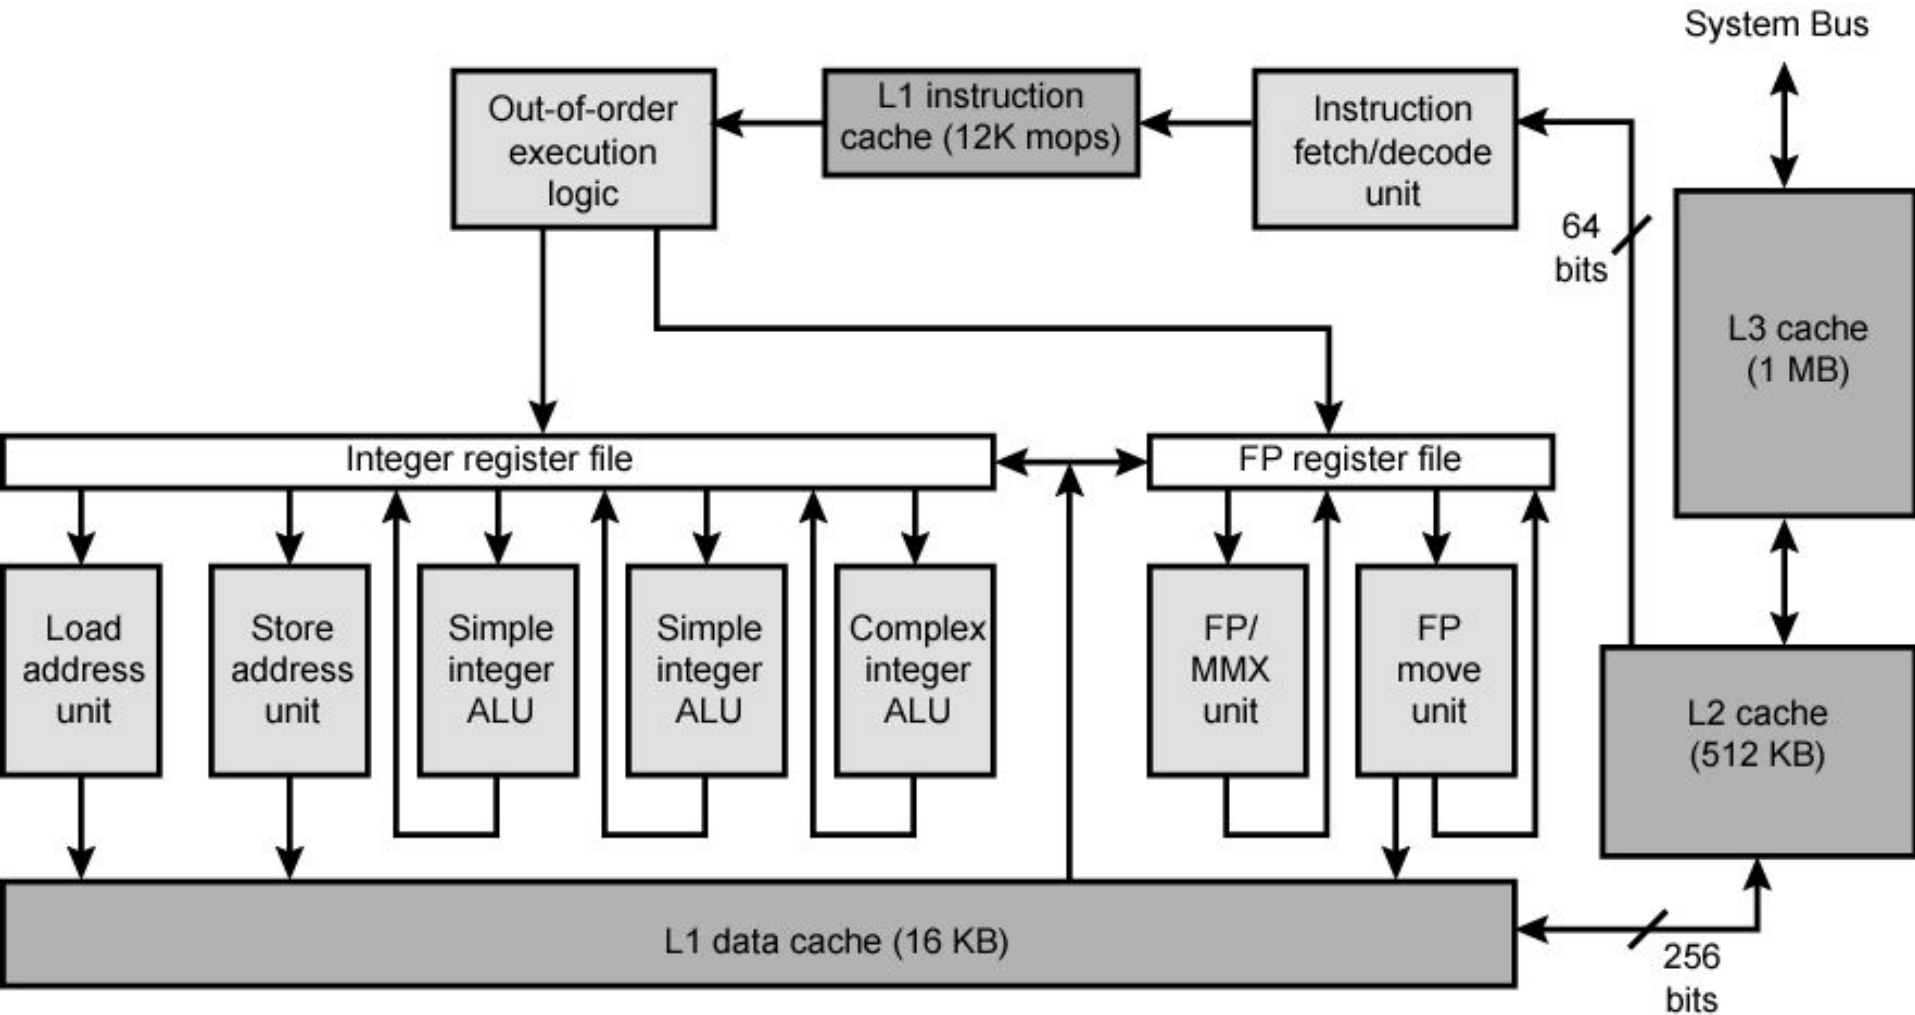 System Bus
Out-of-order
execution
logic
L1 instruction
cache (12K mops)
Instruction
fetch/decode
unit
64
bits
L3 cache
(1 MB)
Integer register file
FP register file
Load
address
unit
Store
address
unit
Simple
integer
ALU
Simple
integer
ALU
Complex
integer
ALU
FP/
MMX
unit
FP
move
unit
L2 cache
(512 KB)
L1 data cache (16 KB)
256
bits